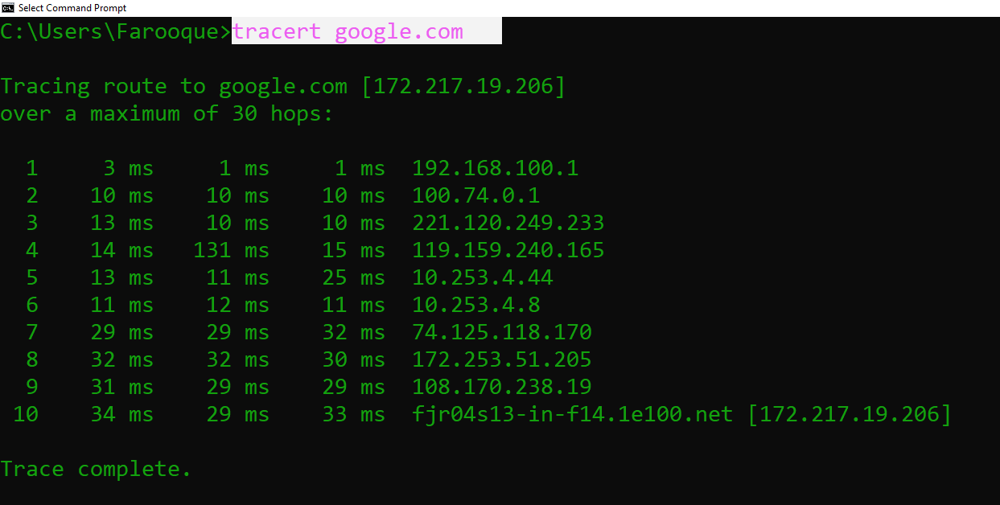 Select Command Prompt
C:\Users\Farooque>tracert google.com
Tracing route to google.com [172.217.19.206]
over a maximum of 30 hops:
1 3 ms 1 ms 1 ms 192.168.100.1
2 10 ms 10 ms 10 ms 100.74.0.1
3 13 ms 10 ms 10 ms 221.120.249.233
4 14 ms 131 ms 15 ms 119.159.240.165
5 13 ms 11 ms 25 ms 10.253.4.44
6 11 ms 12 ms 11 ms 10.253.4.8
7 29 ms 29 ms 32 ms 74.125.118.170
8 32 ms 32 ms 30 ms 172.253.51.205
9 31 ms 29 ms 29 ms 108.170.238.19
10 34 ms 29 ms 33 ms fjr04s13-in-f14.1e100.net [172.217.19.206]
Trace complete.